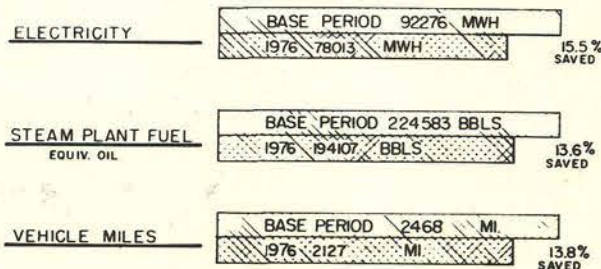 ELECTRICITY
BASE PERIOD 92276 MWH
1976 78013 MWH
15.5%
SAVED
STEAM PLANT FUEL
EQUIV. OIL
BASE PERIOD 224583 BBLS
1976 194107 BBLS
13.6%
SAVED
VEHICLE MILES
BASE PERIOD 2468 MI.
1976 2127 MI
13.8%
SAVED